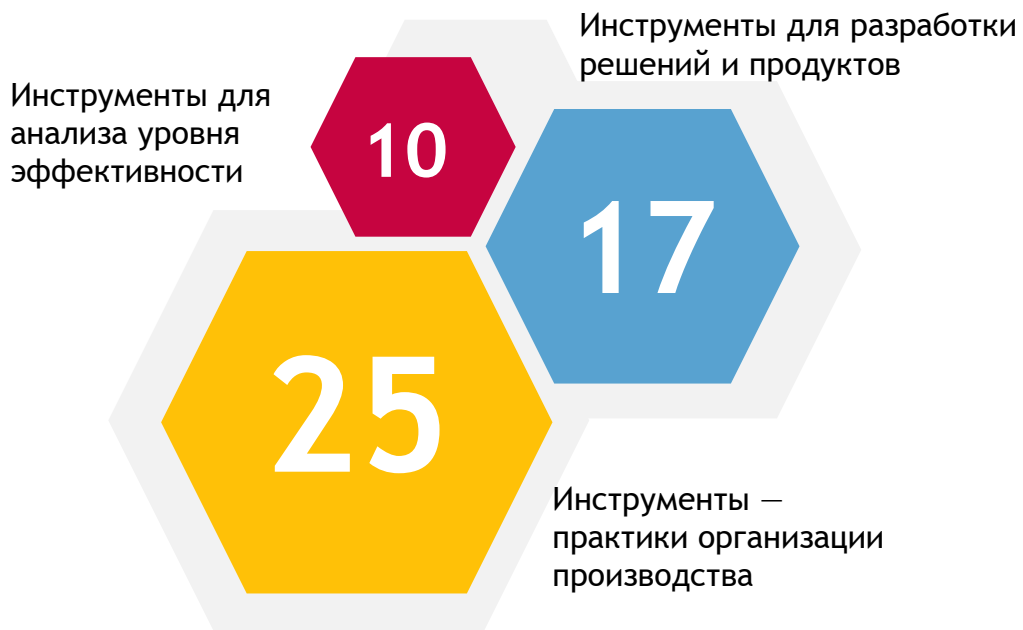 Инструменты для
анализа уровня
эффективности
10
Инструменты для разработки
решений и продуктов
17
25
Инструменты —
практики организации
производства